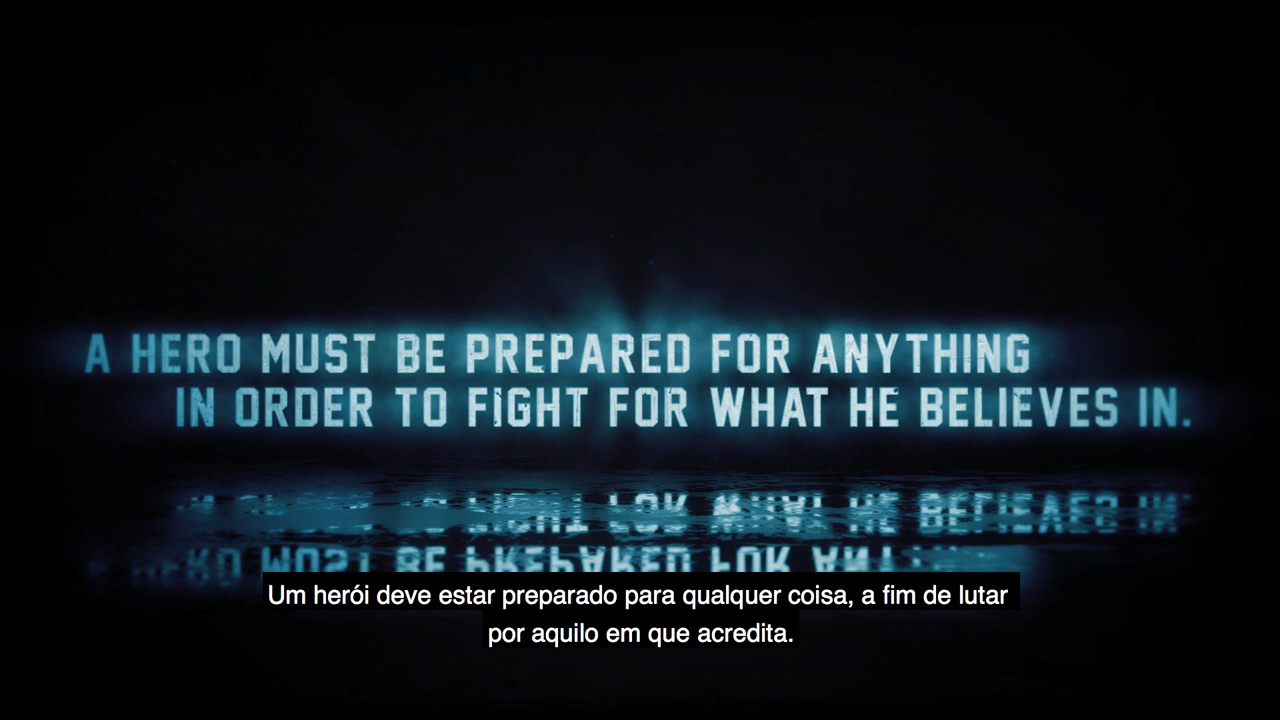 A HERO MUST BE PREPARED FOR ANYTHING
IN ORDER TO FIGHT FOR WHAT HE BELIEVES IN.
Um herói deve estar preparado para qualquer coisa, a fim de lutar
por aquilo em que acredita.